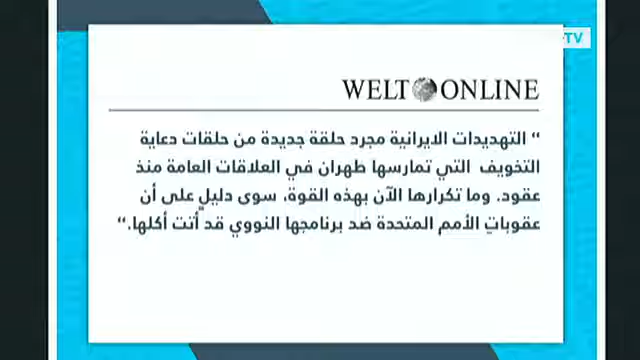 -TV
WELT ONLINE
“ التهديدات الايرانية مجرد حلقة جديدة من حلقات دعاية
التخويف التي تمارسها طهران في العلاقات العامة منذ
عقود. وما تكرارها الآن بهذه القوة، سوى دليلٍ على أن
عقوباتِ الأمم المتحدة ضد برنامجها النووي قد أتت أكلها.“